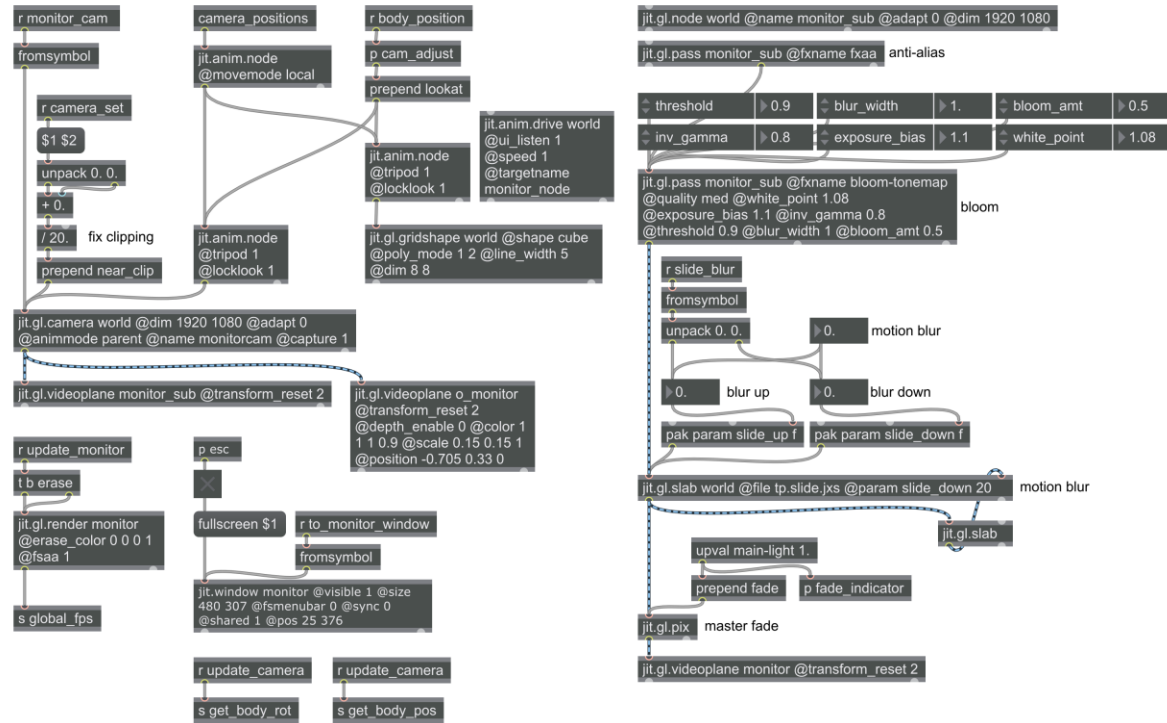 r monitor_cam
fromsymbol
r camera_set
$1 $2
unpack 0. 0.
+ 0.
/ 20.
fix clipping
prepend near_clip
camera_positions
jit.anim.node
@movemode local
jit.anim.node
@tripod 1
@locklook 1
r body_position
p cam_adjust
prepend lookat
jit.anim.node
@tripod 1
@locklook 1
jit.anim.drive world
@ui_listen 1
@speed 1
@targetname
monitor_node
jit.gl.gridshape world @shape cube
@poly_mode 1 2 @line_width 5
@dim 8 8
jit.gl.camera world @dim 1920 1080 @adapt 0
@animmode parent @name monitorcam @capture 1
jit.gl.videoplane monitor_sub @transform_reset 2
jit.gl.videoplane o_monitor
@transform_reset 2
@depth_enable 0 @color 1
1 1 0.9 @scale 0.15 0.15 1
@position -0.705 0.33 0
r update_monitor
t b erase
jit.gl.render monitor
@erase_color 0 0 0 1
@fsaa 1
s global_fps
p esc
fullscreen $1
r to_monitor_window
fromsymbol
jit.window monitor @visible 1 @size
480 307 @fsmenubar 0 @sync 0
@shared 1 @pos 25 376
r update_camera
s get_body_rot
r update_camera
s get_body_pos
jit.gl.node world @name monitor_sub @adapt 0 @dim 1920 1080
jit.gl.pass monitor_sub @fxname fxaa
anti-alias
threshold 0.9 blur_width 1. bloom_amt 0.5
inv_gamma 0.8 exposure_bias 1.1 white_point 1.08
jit.gl.pass monitor_sub @fxname bloom-tonemap
@quality med @white_point 1.08
@exposure_bias 1.1 @inv_gamma 0.8
@threshold 0.9 @blur_width 1 @bloom_amt 0.5
bloom
r slide_blur
fromsymbol
unpack 0. 0.
0.
motion blur
0.
blur up
0.
blur down
pak param slide_up f
pak param slide_down f
jit.gl.slab world @file tp.slide.jxs @param slide_down 20
motion blur
jit.gl.slab
upval main-light 1.
prepend fade
p fade_indicator
jit.gl.pix
master fade
jit.gl.videoplane monitor @transform_reset 2